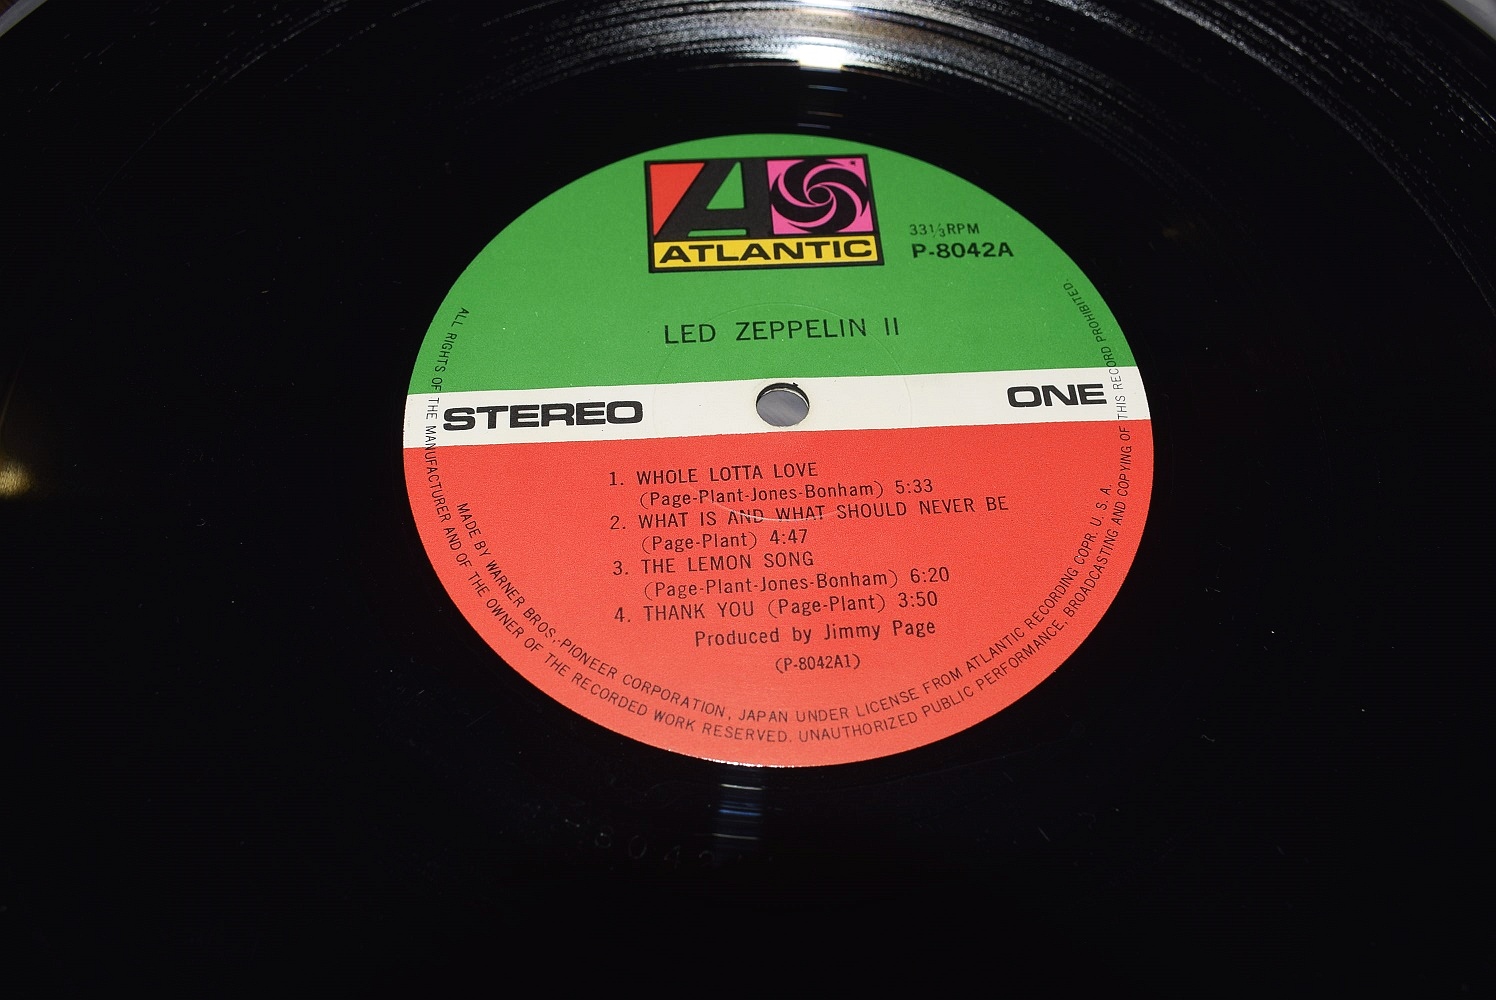 ATLANTIC
33⅓RPM
P-8042A
LED ZEPPELIN II
STEREO
ONE
1. WHOLE LOTTA LOVE
(Page-Plant-Jones-Bonham) 5:33
2. WHAT IS AND WHAT SHOULD NEVER BE
(Page-Plant) 4:47
3. THE LEMON SONG
(Page-Plant-Jones-Bonham) 6:20
4. THANK YOU (Page-Plant) 3:50
Produced by Jimmy Page
(P-8042A1)
MADE BY WARNER BROS,-PIONEER CORPORATION, JAPAN UNDER LICENSE FROM ATLANTIC RECORDING COPR. U. S. A.
ALL RIGHTS OF THE MANUFACTURER AND OF THE OWNER OF THE RECORDED WORK RESERVED. UNAUTHORIZED PUBLIC PERFORMANCE, BROADCASTING AND COPYING OF THIS RECORD PROHIBITED.